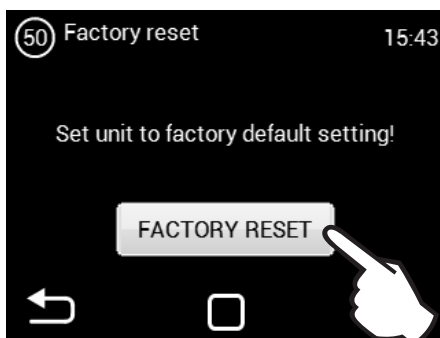 50 Factory reset 15:43
Set unit to factory default setting!
FACTORY RESET